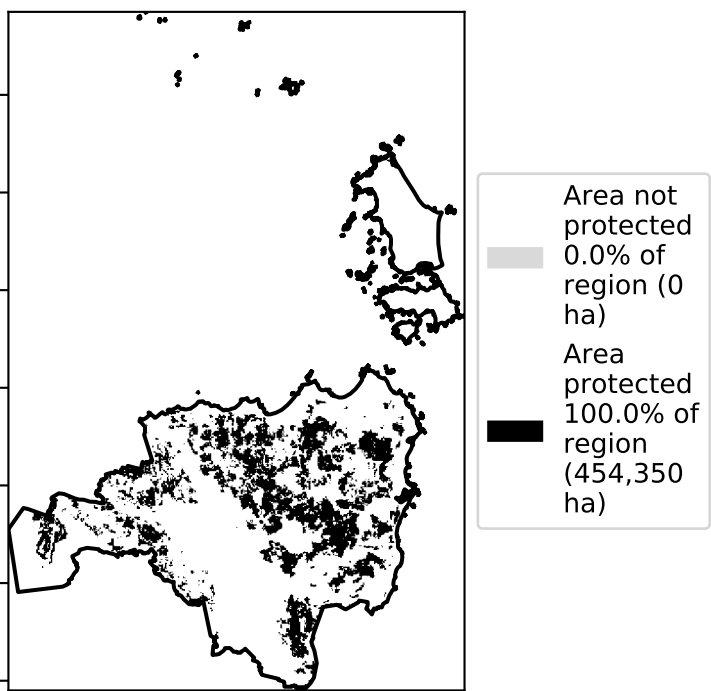 Area not
protected
0.0% of
region (0
ha)
Area
protected
100.0% of
region
(454,350
ha)